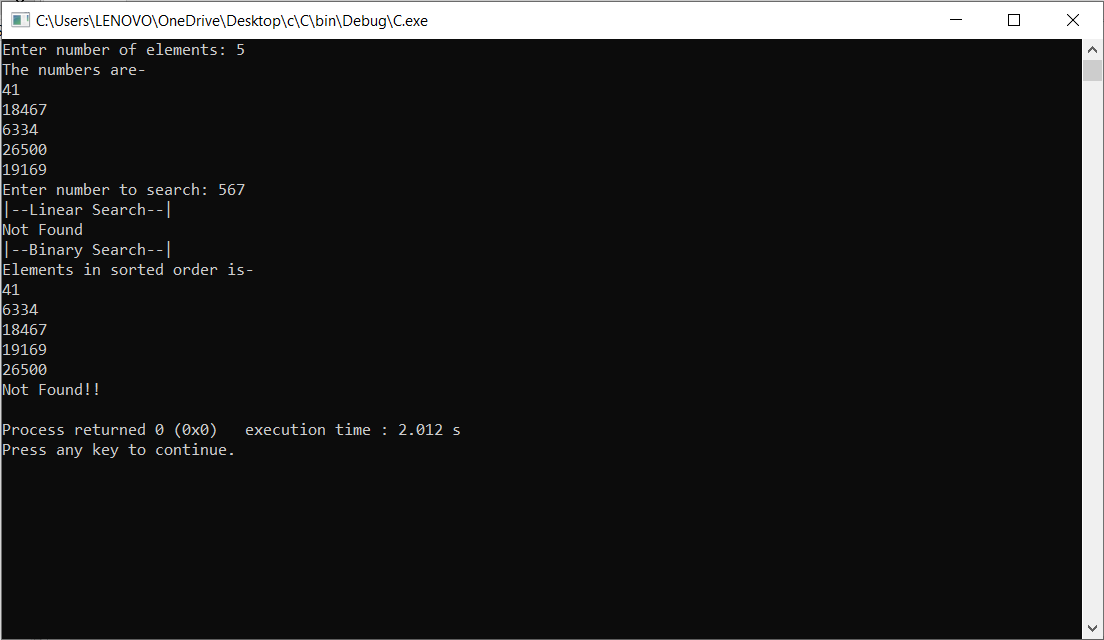 C:\Users\LENOVO\OneDrive\Desktop\c\C\bin\Debug\C.exe
Enter number of elements: 5
The numbers are-
41
18467
6334
26500
19169
Enter number to search: 567
|--Linear Search--|
Not Found
|--Binary Search--|
Elements in sorted order is-
41
6334
18467
19169
26500
Not Found!!
Process returned 0 (0x0)   execution time : 2.012 s
Press any key to continue.